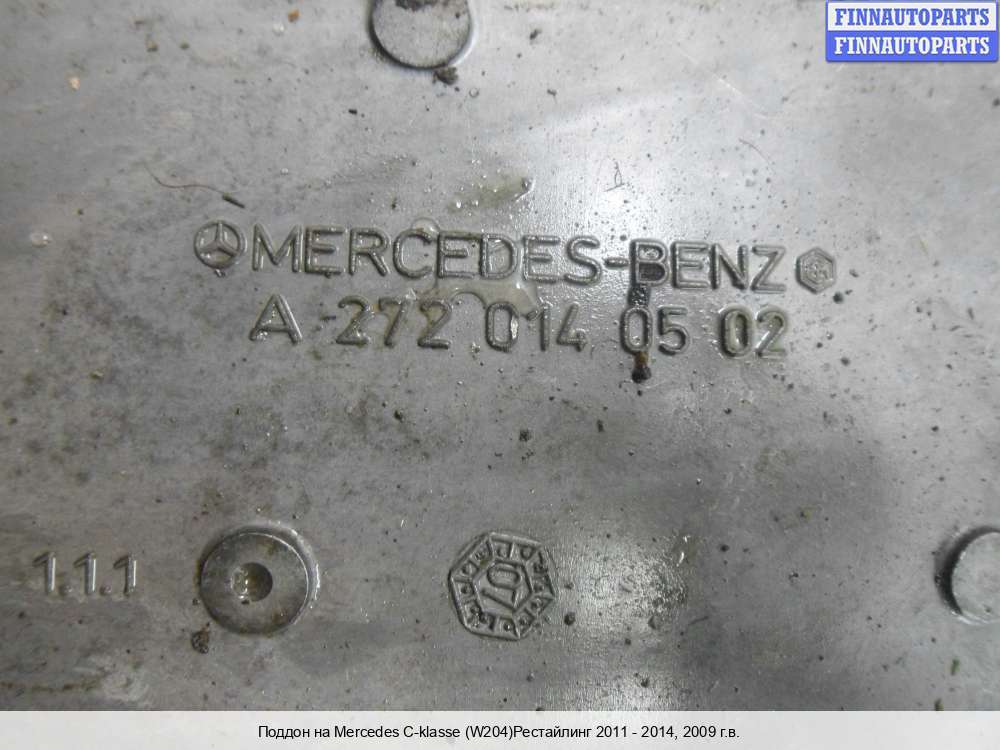 FINNAUTOPARTS
FINNAUTOPARTS
MERCEDES-BENZ
A 272 014 05 02
1.1.1
07
Поддон на Mercedes C-klasse (W204)Рестайлинг 2011 - 2014, 2009 г.в.